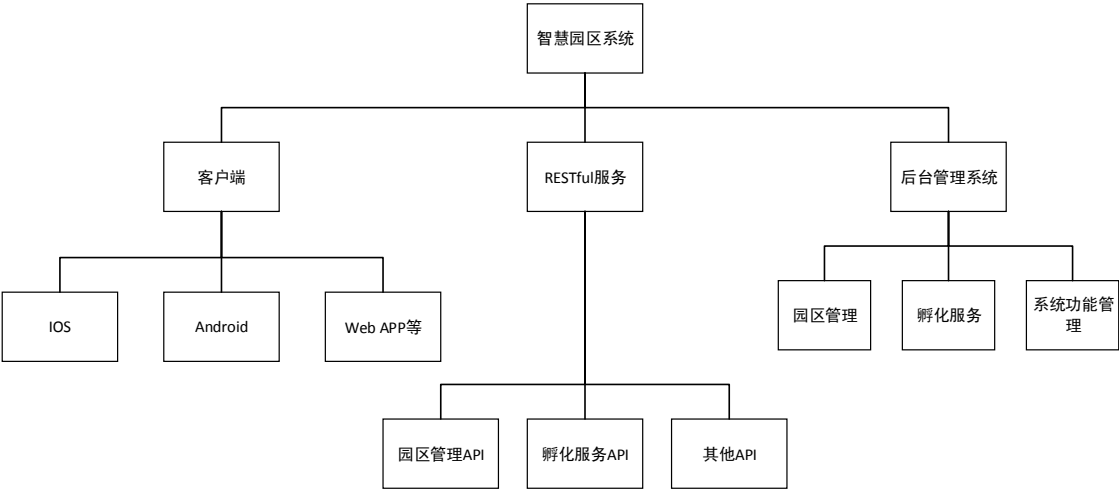 智慧园区系统
客户端
RESTful服务
后台管理系统
IOS
Android
Web APP等
园区管理
孵化服务
系统功能管
理
园区管理API
孵化服务API
其他API